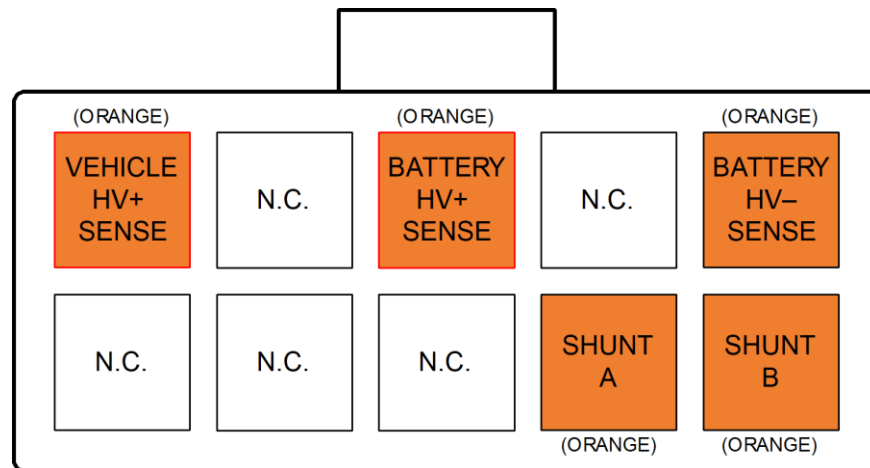 (ORANGE) (ORANGE) (ORANGE)
VEHICLE
HV+
SENSE
N.C.
BATTERY
HV+
SENSE
N.C.
BATTERY
HV–
SENSE
N.C.
N.C.
N.C.
SHUNT
A
SHUNT
B
(ORANGE) (ORANGE)